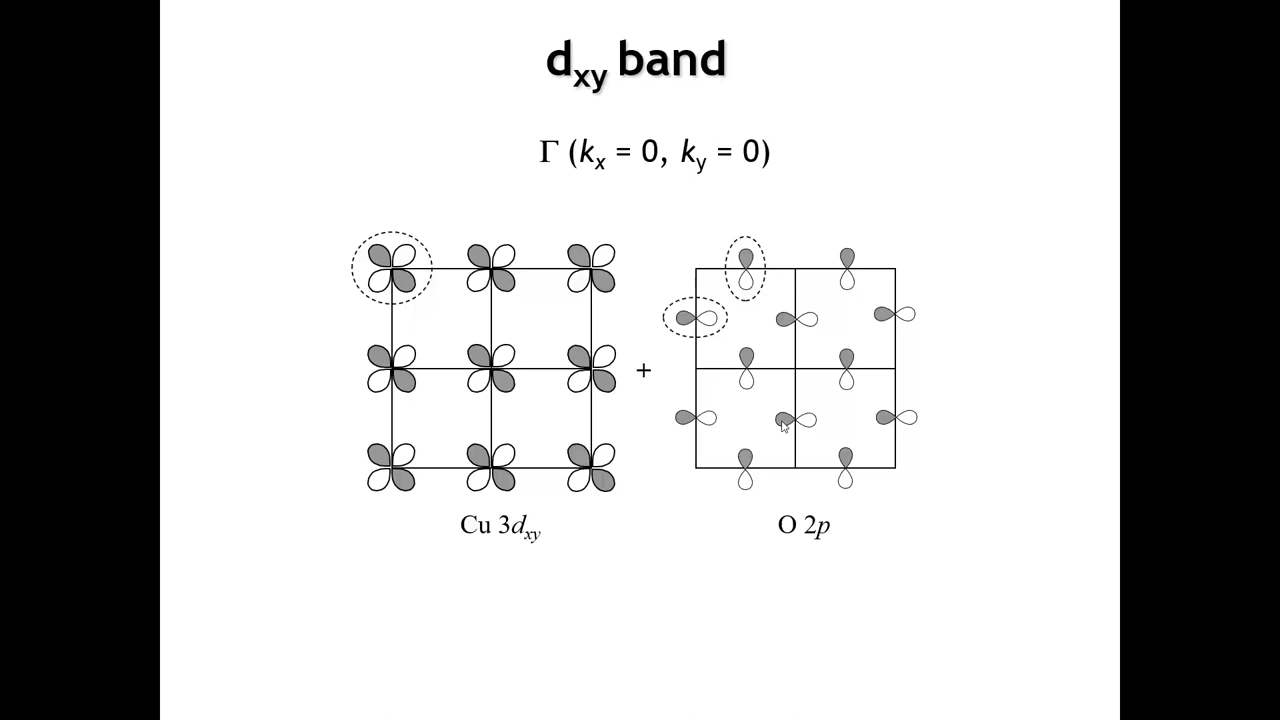 dxy band
Γ (kx = 0, ky = 0)
+
Cu 3dxy
O 2p